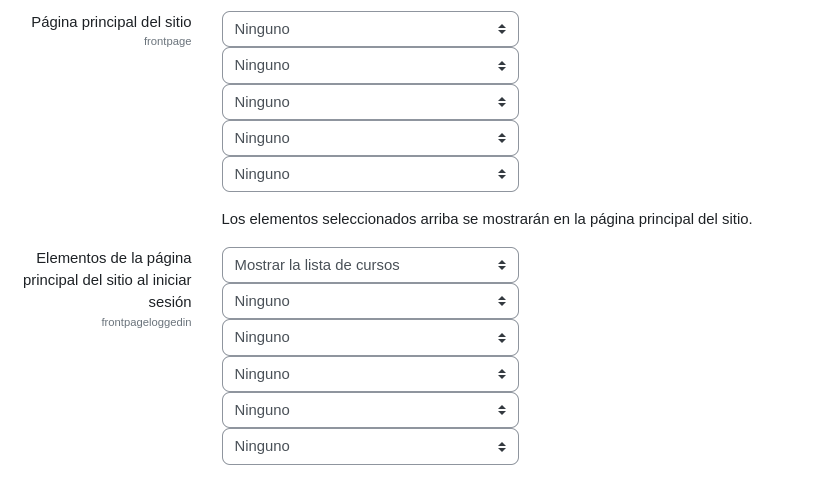 Página principal del sitio
frontpage
Ninguno
Ninguno
Ninguno
Ninguno
Ninguno
Los elementos seleccionados arriba se mostrarán en la página principal del sitio.
Elementos de la página
principal del sitio al iniciar
sesión
frontpageloggedin
Mostrar la lista de cursos
Ninguno
Ninguno
Ninguno
Ninguno
Ninguno